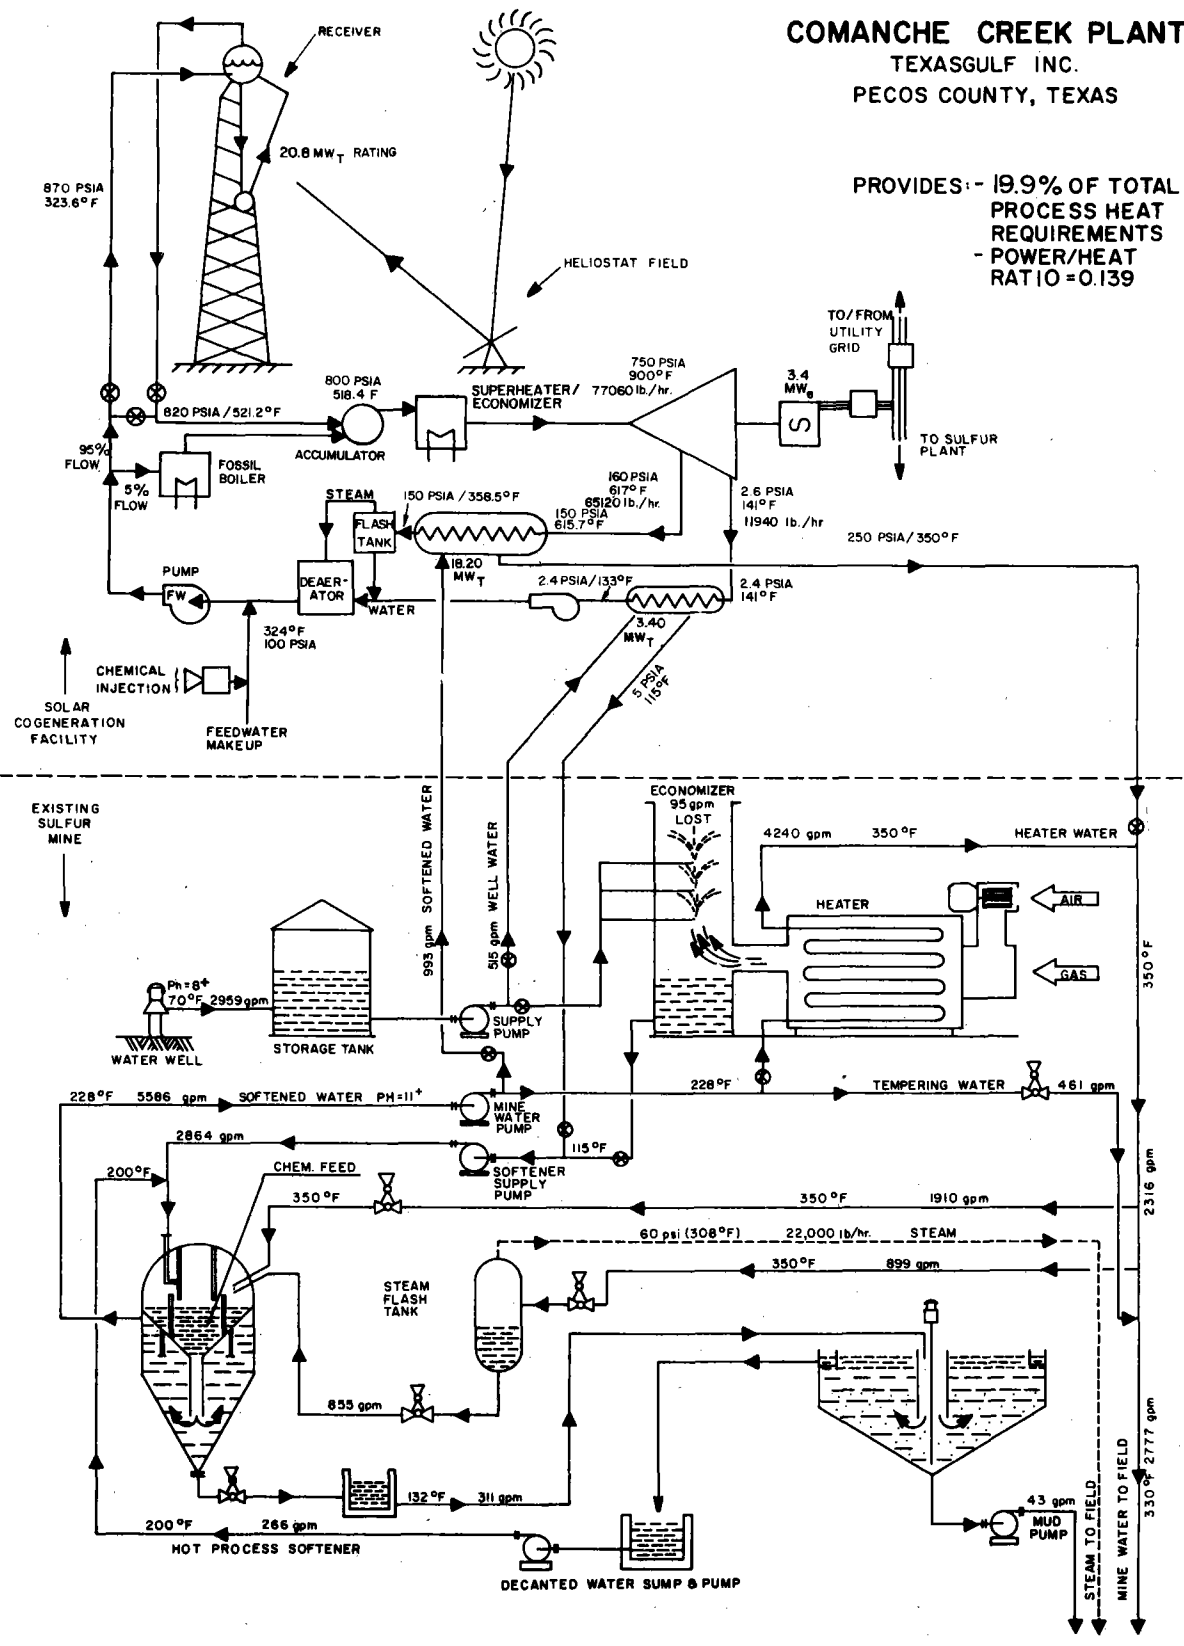 COMANCHE CREEK PLANT
TEXASGULF INC.
PECOS COUNTY, TEXAS
RECEIVER
20.8 MWT RATING
870 PSIA
323.6°F
PROVIDES:- 19.9% OF TOTAL
PROCESS HEAT
REQUIREMENTS
- POWER/HEAT
RATIO = 0.139
HELIOSTAT FIELD
TO/FROM
UTILITY
GRID
750 PSIA
900°F
77060 lb./hr.
3.4
MWe
S
800 PSIA
518.4 F
SUPERHEATER/
ECONOMIZER
820 PSIA/521.2°F
ACCUMULATOR
TO SULFUR
PLANT
95%
FLOW
5%
FLOW
FOSSIL
BOILER
160 PSIA
617°F
65120 lb./hr.
150 PSIA
615.7°F
2.6 PSIA
141°F
11940 lb./hr
STEAM
150 PSIA/358.5°F
FLASH
TANK
250 PSIA/350°F
18.20
MWT
PUMP
FW
DEAER-
ATOR
WATER
2.4 PSIA/133°F
2.4 PSIA
141°F
3.40
MWT
324°F
100 PSIA
5 PSIA
115°F
CHEMICAL
INJECTION
FEEDWATER
MAKEUP
SOLAR
COGENERATION
FACILITY
EXISTING
SULFUR
MINE
993 gpm SOFTENED WATER
515 gpm WELL WATER
ECONOMIZER
95gpm
LOST
4240 gpm 350°F HEATER WATER
HEATER
AIR
GAS
350°F
Ph=8+
70°F 2959gpm
WATER WELL
STORAGE TANK
SUPPLY
PUMP
228°F 5586 gpm SOFTENED WATER PH=11+
MINE
WATER
PUMP
228°F
TEMPERING WATER
461 gpm
2864 gpm
115°F
SOFTENER
SUPPLY
PUMP
200°F
CHEM. FEED
350°F
350°F 1910 gpm
2316 gpm
60 psi (308°F) 22,000 lb/hr. STEAM
350°F 899 gpm
STEAM
FLASH
TANK
855 gpm
132°F 311 gpm
200°F 266 gpm
HOT PROCESS SOFTENER
DECANTED WATER SUMP & PUMP
43 gpm
MUD
PUMP
STEAM TO FIELD
MINE WATER TO FIELD
330°F 2777 gpm